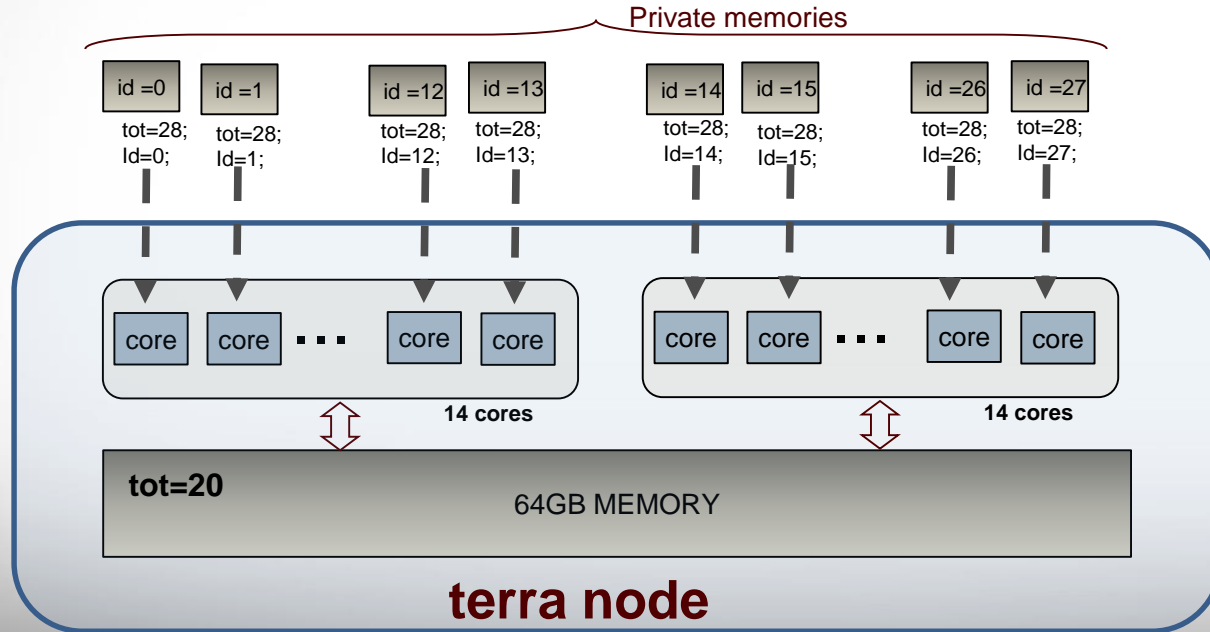 Private memories
id =0
id =1
id =12
id =13
id =14
id =15
id =26
id =27
tot=28;
Id=0;
tot=28;
Id=1;
tot=28;
Id=12;
tot=28;
Id=13;
tot=28;
Id=14;
tot=28;
Id=15;
tot=28;
Id=26;
tot=28;
Id=27;
core
core
...
core
core
core
core
...
core
core
14 cores
14 cores
tot=20
64GB MEMORY
terra node